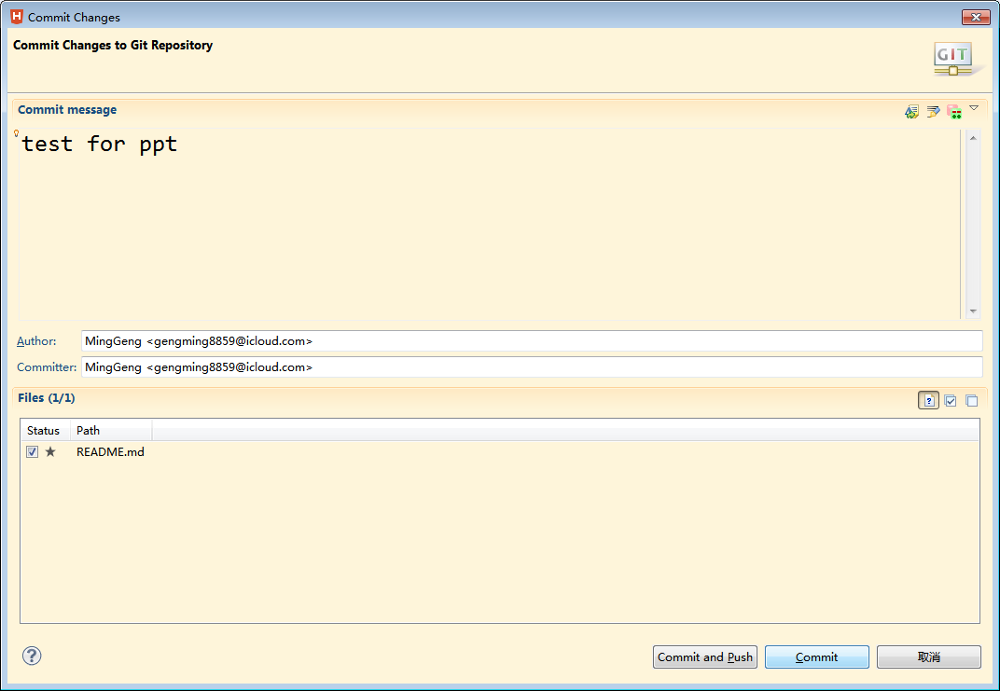 H Commit Changes
Commit Changes to Git Repository
GIT
Commit message
test for ppt
Author: MingGeng <gengming8859@icloud.com>
Committer: MingGeng <gengming8859@icloud.com>
Files (1/1)
?
Status Path
README.md
? Commit and Push Commit 取消